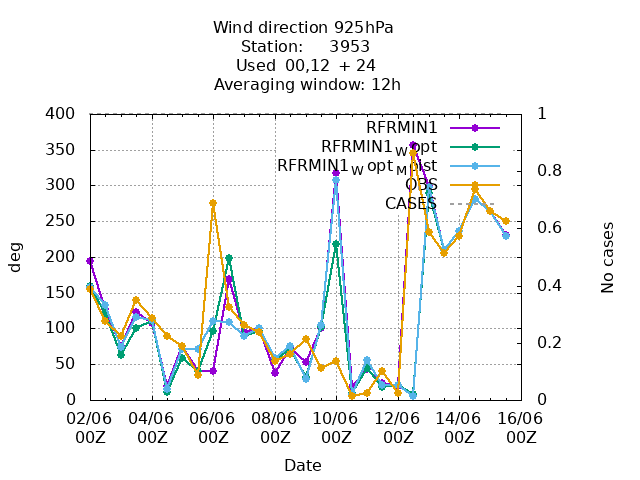 Wind direction 925hPa
Station: 3953
Used 00,12 + 24
Averaging window: 12h
RFRMIN1
RFRMIN1_W opt
RFRMIN1_W opt_M hist
OBS
CASES
400
350
300
250
200
150
100
50
0
deg
1
0.8
0.6
0.4
0.2
0
No cases
02/06 04/06 06/06 08/06 10/06 12/06 14/06 16/06
00Z 00Z 00Z 00Z 00Z 00Z 00Z 00Z
Date